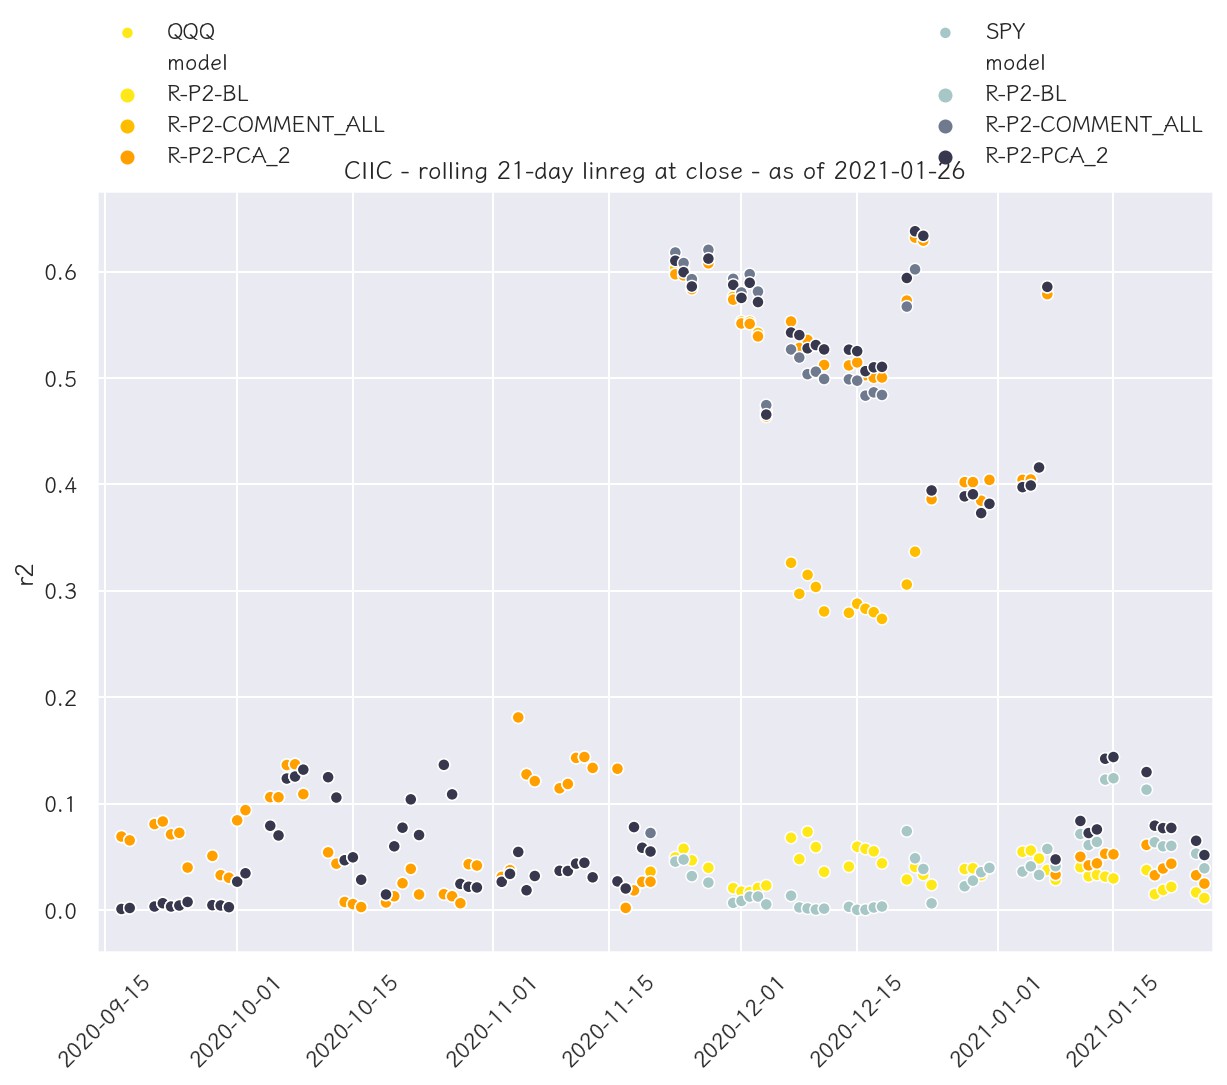 QQQ
model
R-P2-BL
R-P2-COMMENT_ALL
R-P2-PCA_2
SPY
model
R-P2-BL
R-P2-COMMENT_ALL
R-P2-PCA_2
CIIC - rolling 21-day linreg at close - as of 2021-01-26
r2
0.6
0.5
0.4
0.3
0.2
0.1
0.0
2020-09-15
2020-10-01
2020-10-15
2020-11-01
2020-11-15
2020-12-01
2020-12-15
2021-01-01
2021-01-15